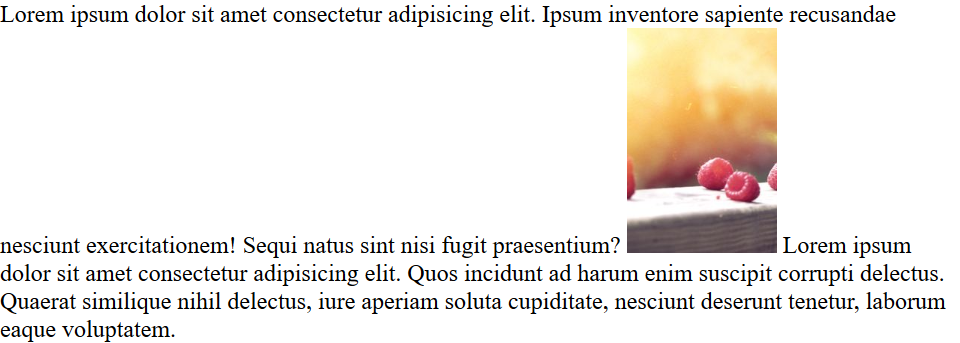 Lorem ipsum dolor sit amet consectetur adipisicing elit. Ipsum inventore sapiente recusandae
nesciunt exercitationem! Sequi natus sint nisi fugit praesentium? Lorem ipsum
dolor sit amet consectetur adipisicing elit. Quos incidunt ad harum enim suscipit corrupti delectus.
Quaerat similique nihil delectus, iure aperiam soluta cupiditate, nesciunt deserunt tenetur, laborum
eaque voluptatem.